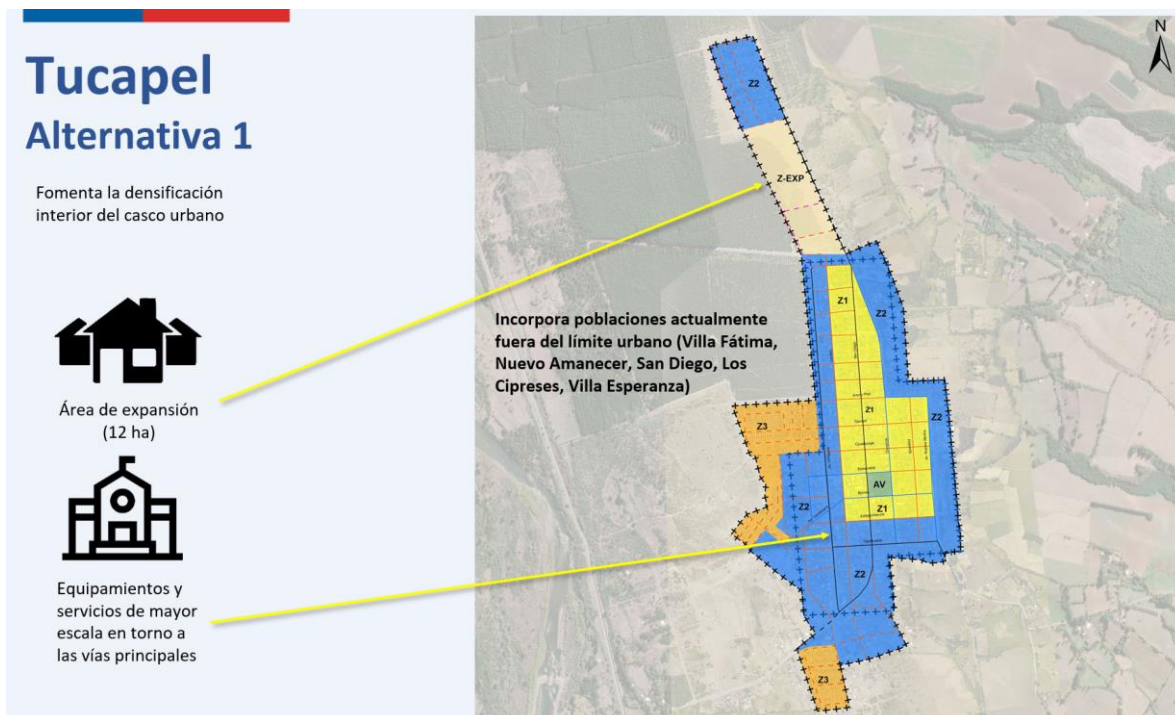 Tucapel
Alternativa 1
Fomenta la densificación
interior del casco urbano
Área de expansión
(12 ha)
Equipamientos y
servicios de mayor
escala en torno a
las vías principales
Incorpora poblaciones actualmente
fuera del límite urbano (Villa Fátima,
Nuevo Amanecer, San Diego, Los
Cipreses, Villa Esperanza)
N
Z2
Z-EXP
Z1
Z2
Z1
Z2
Z3
AV
Z2
Z1
Z2
Z3